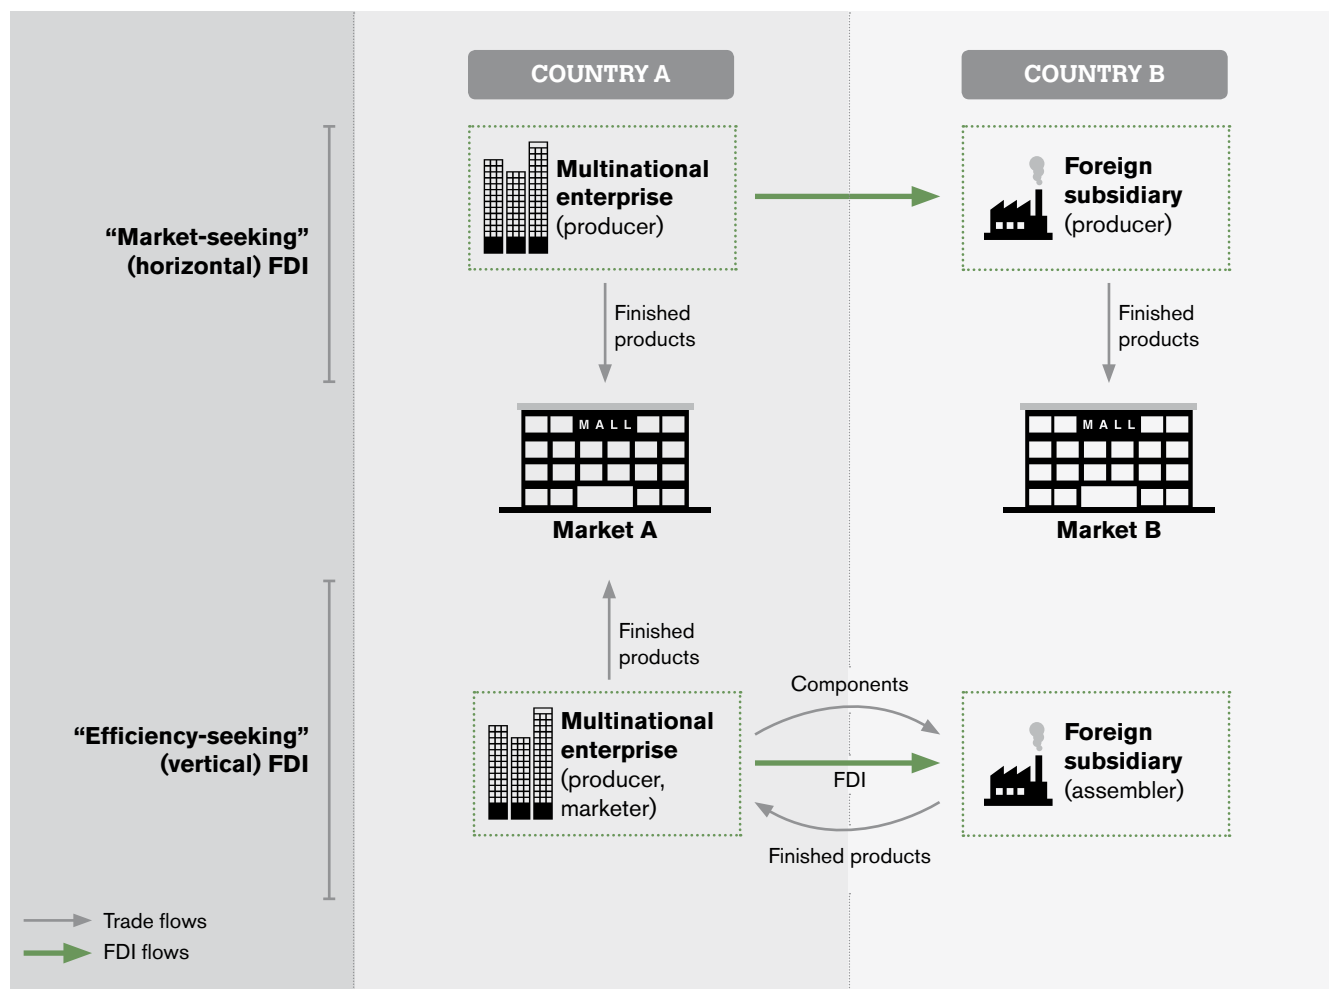 COUNTRY A
COUNTRY B
“Market-seeking”
(horizontal) FDI
Multinational
enterprise
(producer)
Foreign
subsidiary
(producer)
Finished
products
Finished
products
MALL
Market A
MALL
Market B
Finished
products
“Efficiency-seeking”
(vertical) FDI
Multinational
enterprise
(producer,
marketer)
Components
FDI
Finished products
Foreign
subsidiary
(assembler)
Trade flows
FDI flows